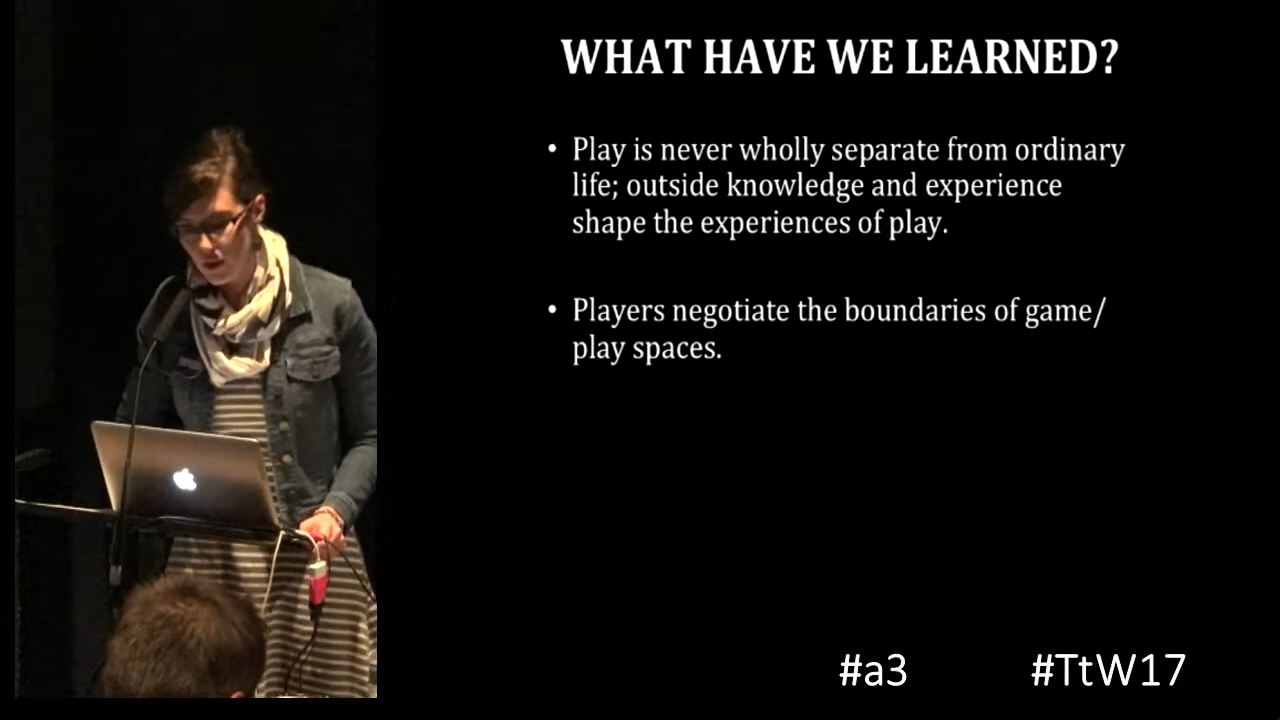 WHAT HAVE WE LEARNED?
• Play is never wholly separate from ordinary
life; outside knowledge and experience
shape the experiences of play.
• Players negotiate the boundaries of game/
play spaces.
#a3 #TtW17